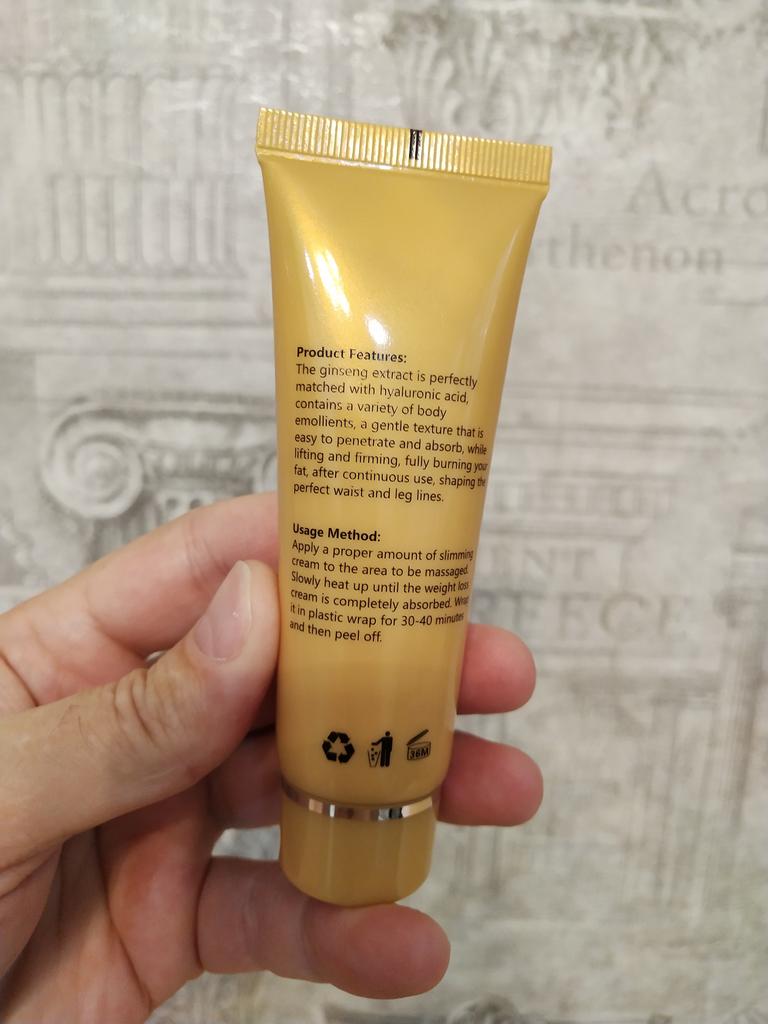 Acro
thenon
Product Features:
The ginseng extract is perfectly
matched with hyaluronic acid,
contains a variety of body
emollients, a gentle texture that is
easy to penetrate and absorb, while
lifting and firming, fully burning your
fat, after continuous use, shaping the
perfect waist and leg lines.
Usage Method:
Apply a proper amount of slimming
cream to the area to be massaged.
Slowly heat up until the weight loss
cream is completely absorbed. Wrap
it in plastic wrap for 30-40 minutes
and then peel off.
36M